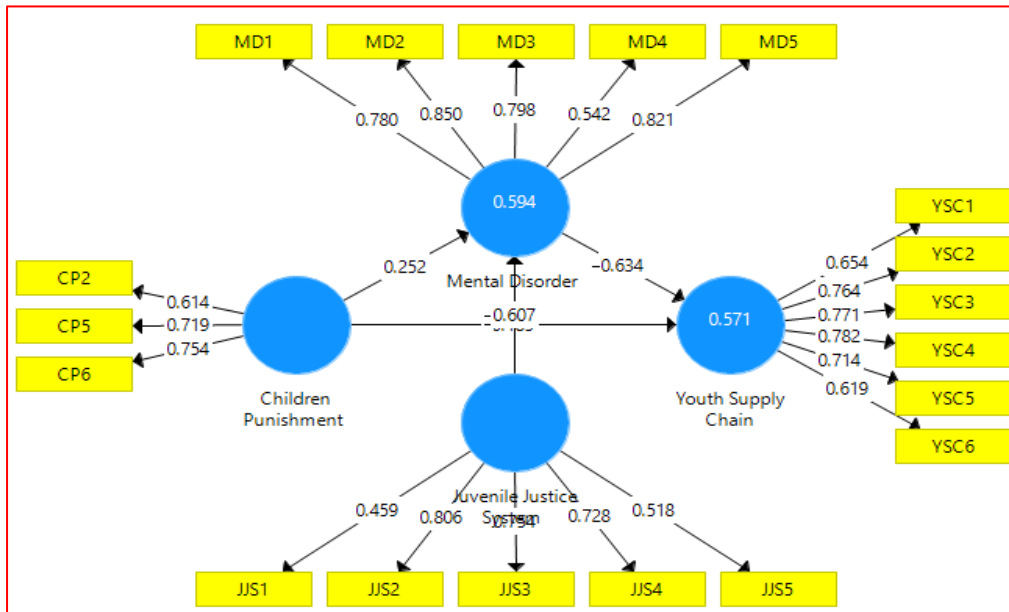 MD1 MD2 MD3 MD4 MD5
0.780 0.850 0.798 0.542 0.821
0.594
Mental Disorder
0.252
−0.634
−0.607
CP2
CP5
CP6
0.614
0.719
0.754
Children
Punishment
0.571
Youth Supply
Chain
YSC1
YSC2
YSC3
YSC4
YSC5
YSC6
0.654
0.764
0.771
0.782
0.714
0.619
Juvenile Justice
System
0.459 0.806 0.754 0.728 0.518
JJS1 JJS2 JJS3 JJS4 JJS5